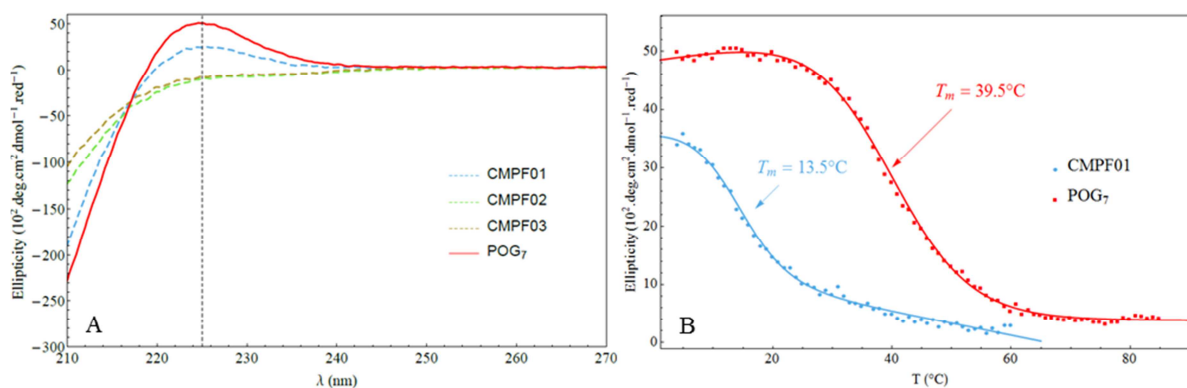 Ellipticity (10² .deg.cm² dmol⁻¹.red⁻¹)
50
0
−50
−100
−150
−200
−250
−300
210
220
230
240
250
260
270
λ (nm)
A
CMPF01
CMPF02
CMPF03
POG₇
Ellipticity (10² .deg.cm² dmol⁻¹.red⁻¹)
60
50
40
30
20
10
0
20
40
60
80
T (°C)
B
Tₘ = 39.5°C
Tₘ = 13.5°C
CMPF01
POG₇